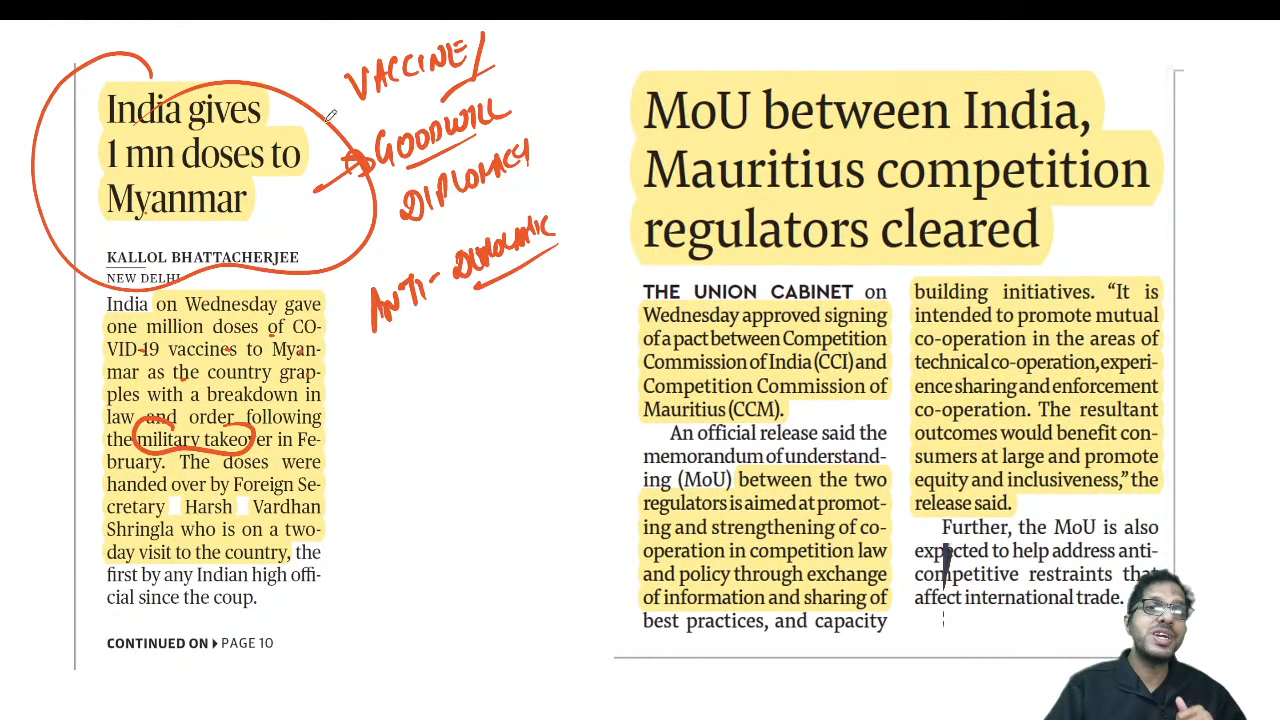 India gives
1 mn doses to
Myanmar
KALLOL BHATTACHERJEE
NEW DELHI
India on Wednesday gave
one million doses of CO-
VID-19 vaccines to Myan-
mar as the country grap-
ples with a breakdown in
law and order following
the military takeover in Fe-
bruary. The doses were
handed over by Foreign Se-
cretary Harsh Vardhan
Shringla who is on a two-
day visit to the country, the
first by any Indian high offi-
cial since the coup.
CONTINUED ON PAGE 10
VACCINE/
GOODWILL
DIPLOMACY
ANTI-
MoU between India,
Mauritius competition
regulators cleared
THE UNION CABINET on
Wednesday approved signing
of a pact between Competition
Commission of India (CCI) and
Competition Commission of
Mauritius (CCM).
An official release said the
memorandum of understand-
ing (MoU) between the two
regulators is aimed at promot-
ing and strengthening of co-
operation in competition law
and policy through exchange
of information and sharing of
best practices, and capacity
building initiatives. “It is
intended to promote mutual
co-operation in the areas of
technical co-operation, experi-
ence sharing and enforcement
co-operation. The resultant
outcomes would benefit con-
sumers at large and promote
equity and inclusiveness,” the
release said.
Further, the MoU is also
expected to help address anti-
competitive restraints that
affect international trade.